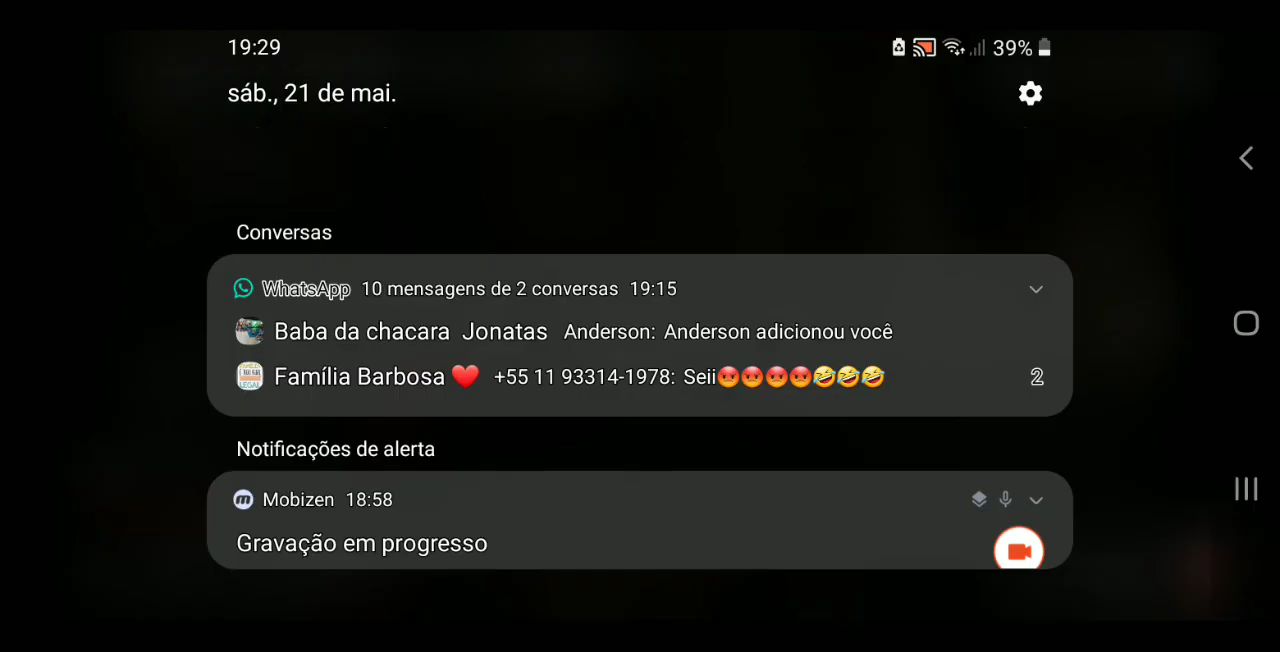 19:29
39%
sáb., 21 de mai.
Conversas
WhatsApp 10 mensagens de 2 conversas 19:15
Baba da chacara Jonatas Anderson: Anderson adicionou você
Família Barbosa ❤️ +55 11 93314-1978: Seii😡😡😡😡🤣🤣🤣 2
Notificações de alerta
Mobizen 18:58
Gravação em progresso